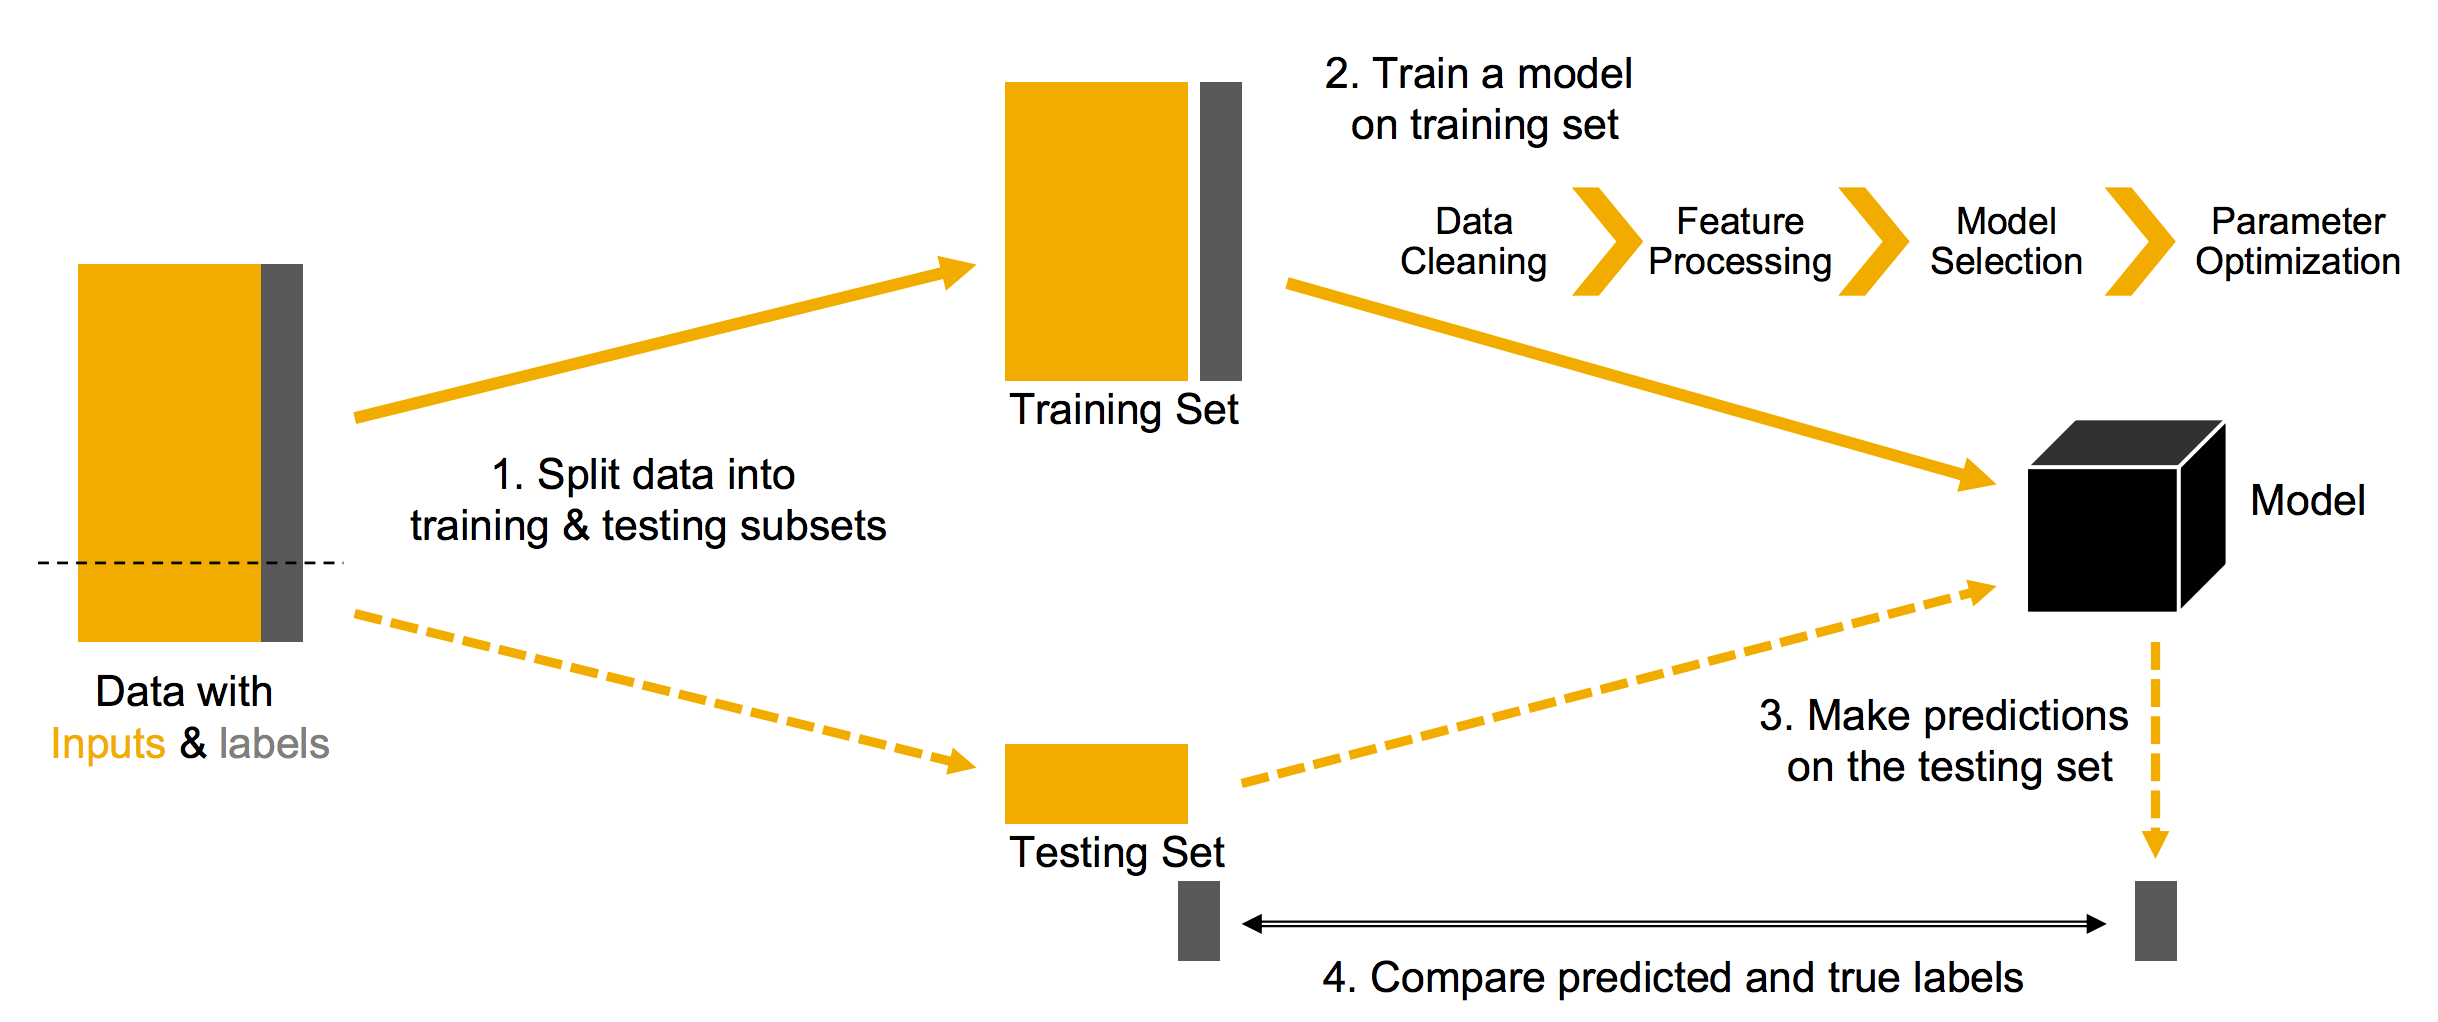 2. Train a model
on training set
Data
Cleaning
Feature
Processing
Model
Selection
Parameter
Optimization
Training Set
1. Split data into
training & testing subsets
Model
Data with
Inputs & labels
3. Make predictions
on the testing set
Testing Set
4. Compare predicted and true labels